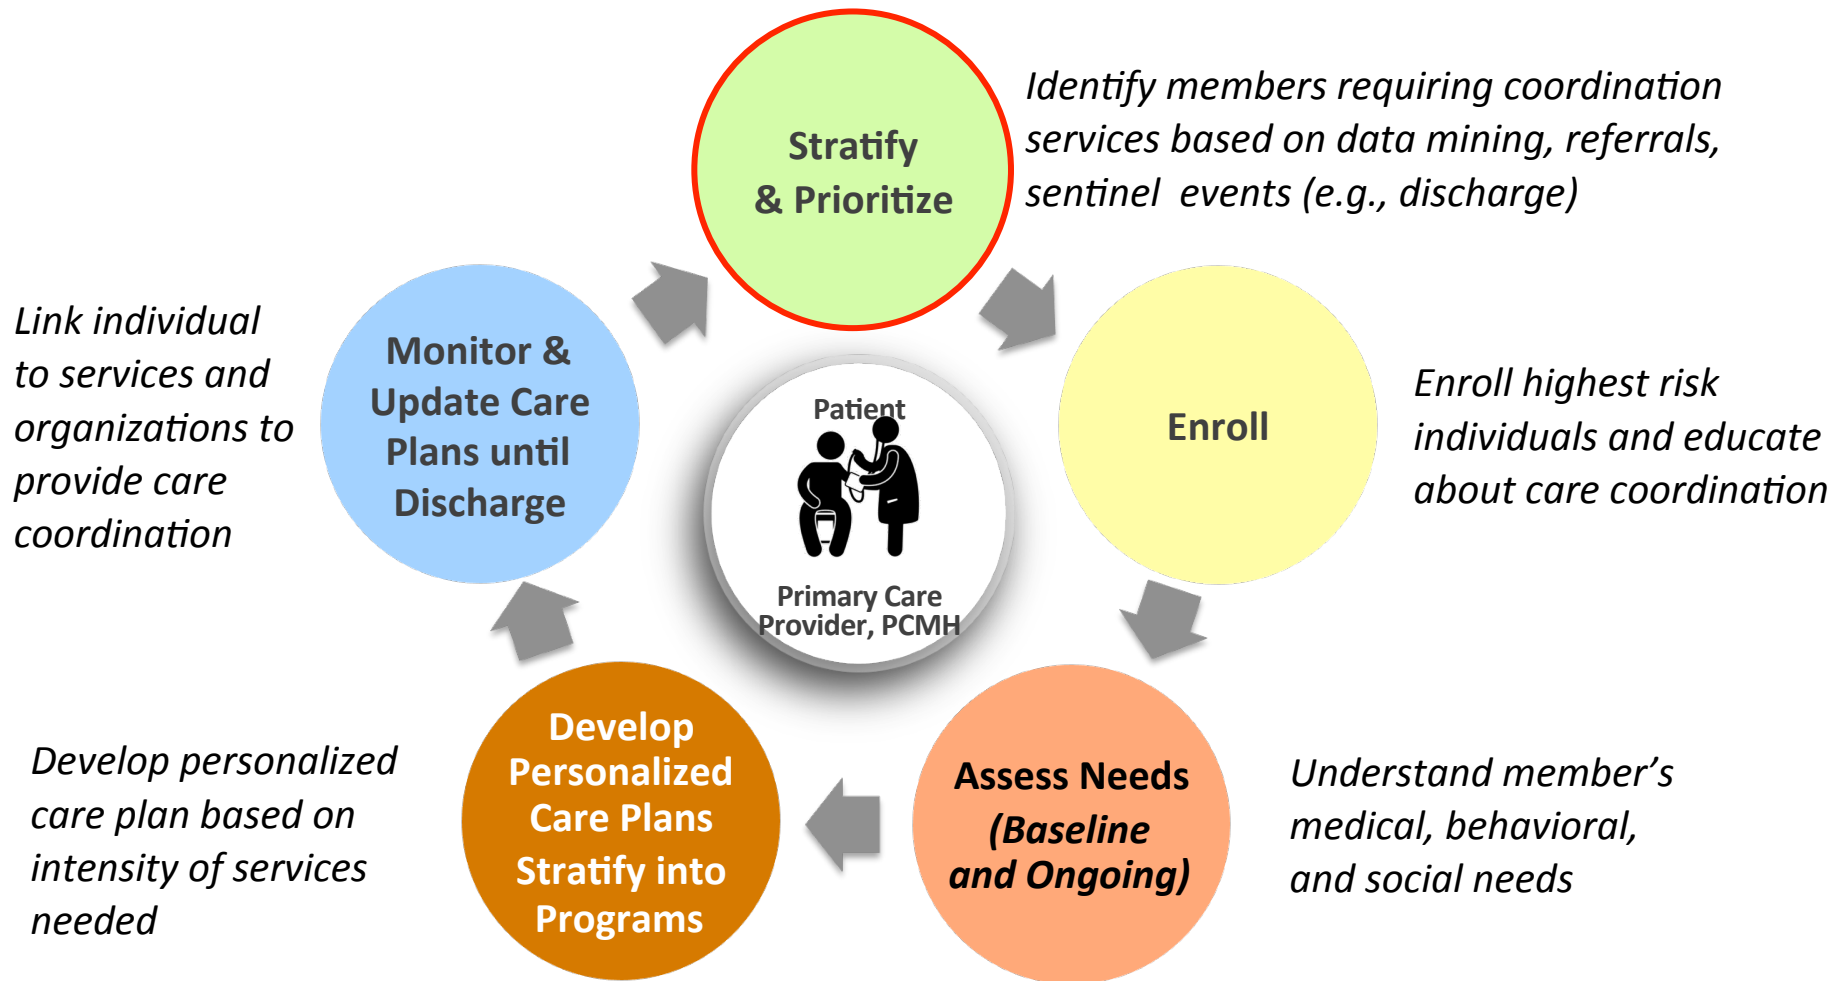 Stratify
& Prioritize
Identify members requiring coordination
services based on data mining, referrals,
sentinel  events (e.g., discharge)
Enroll
Enroll highest risk
individuals and educate
about care coordination
Assess Needs
(Baseline
and Ongoing)
Understand member’s
medical, behavioral,
and social needs
Develop
Personalized
Care Plans
Stratify into
Programs
Develop personalized
care plan based on
intensity of services
needed
Monitor &
Update Care
Plans until
Discharge
Link individual
to services and
organizations to
provide care
coordination
Patient
Primary Care
Provider, PCMH